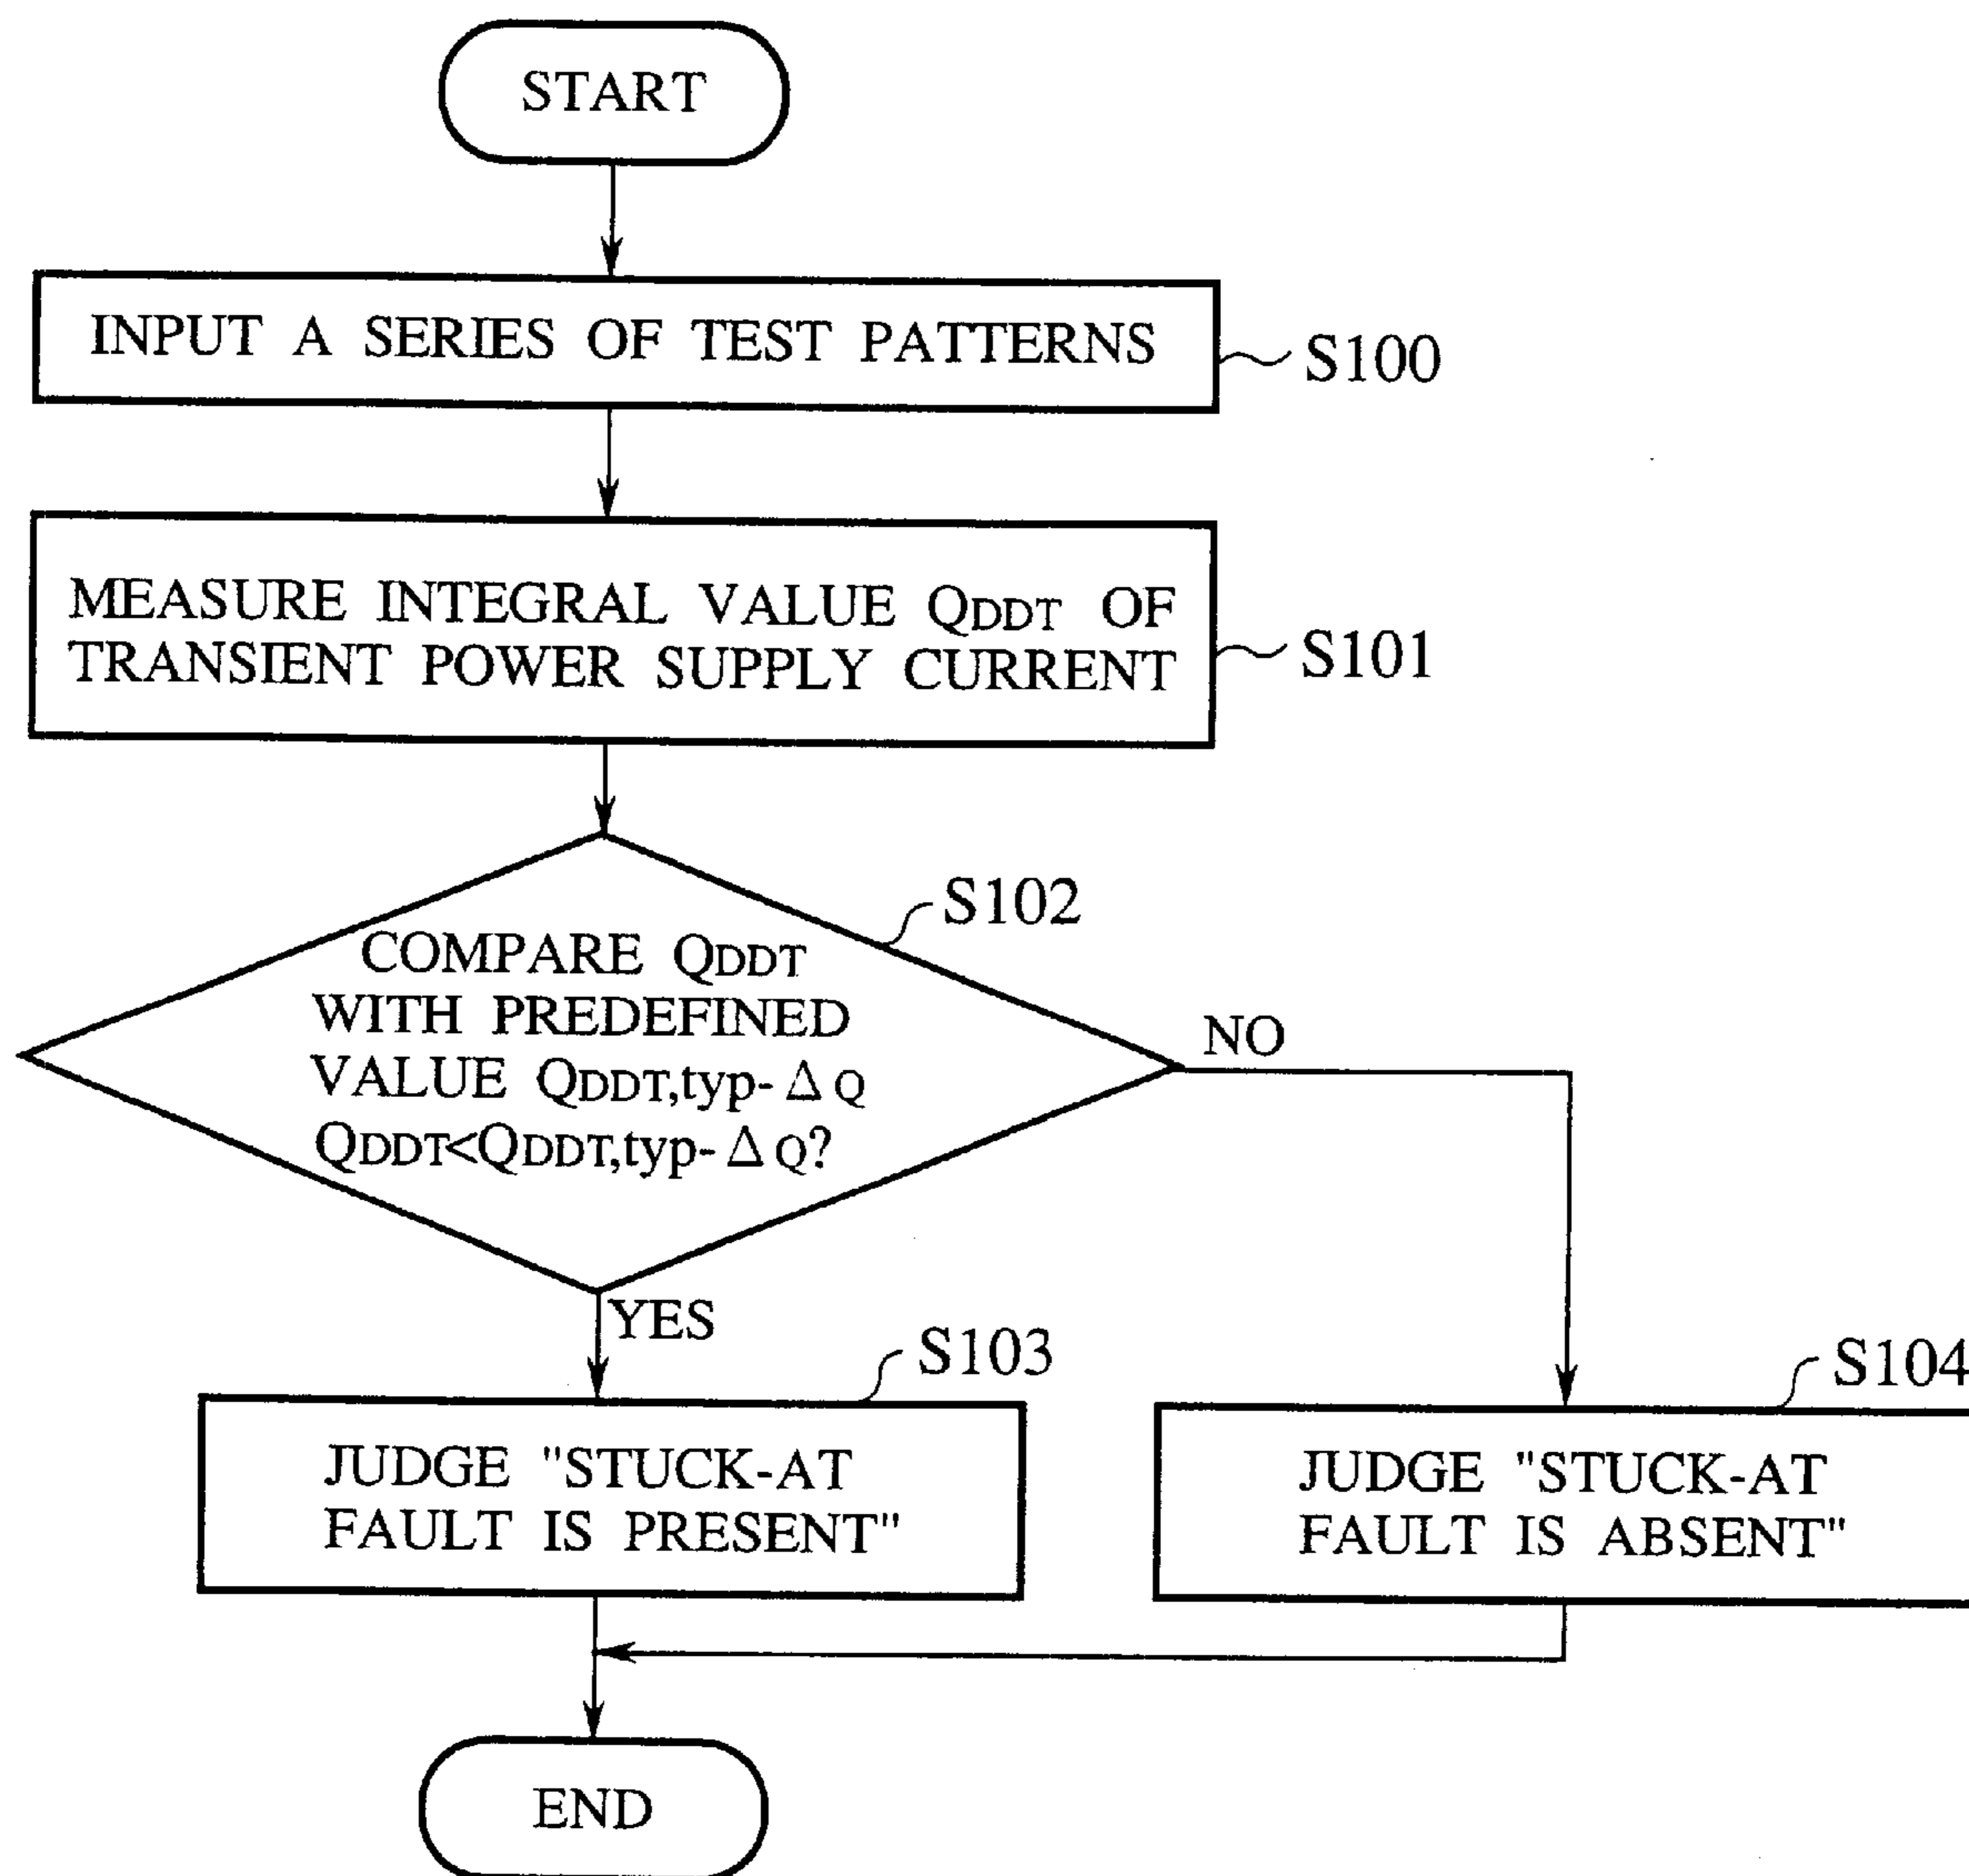 START
INPUT A SERIES OF TEST PATTERNS
S100
MEASURE INTEGRAL VALUE QDDT OF
TRANSIENT POWER SUPPLY CURRENT
S101
S102
COMPARE QDDT
WITH PREDEFINED
VALUE QDDT,typ-ΔQ
QDDT<QDDT,typ-ΔQ?
NO
YES
S103
JUDGE "STUCK-AT
FAULT IS PRESENT"
S104
JUDGE "STUCK-AT
FAULT IS ABSENT"
END